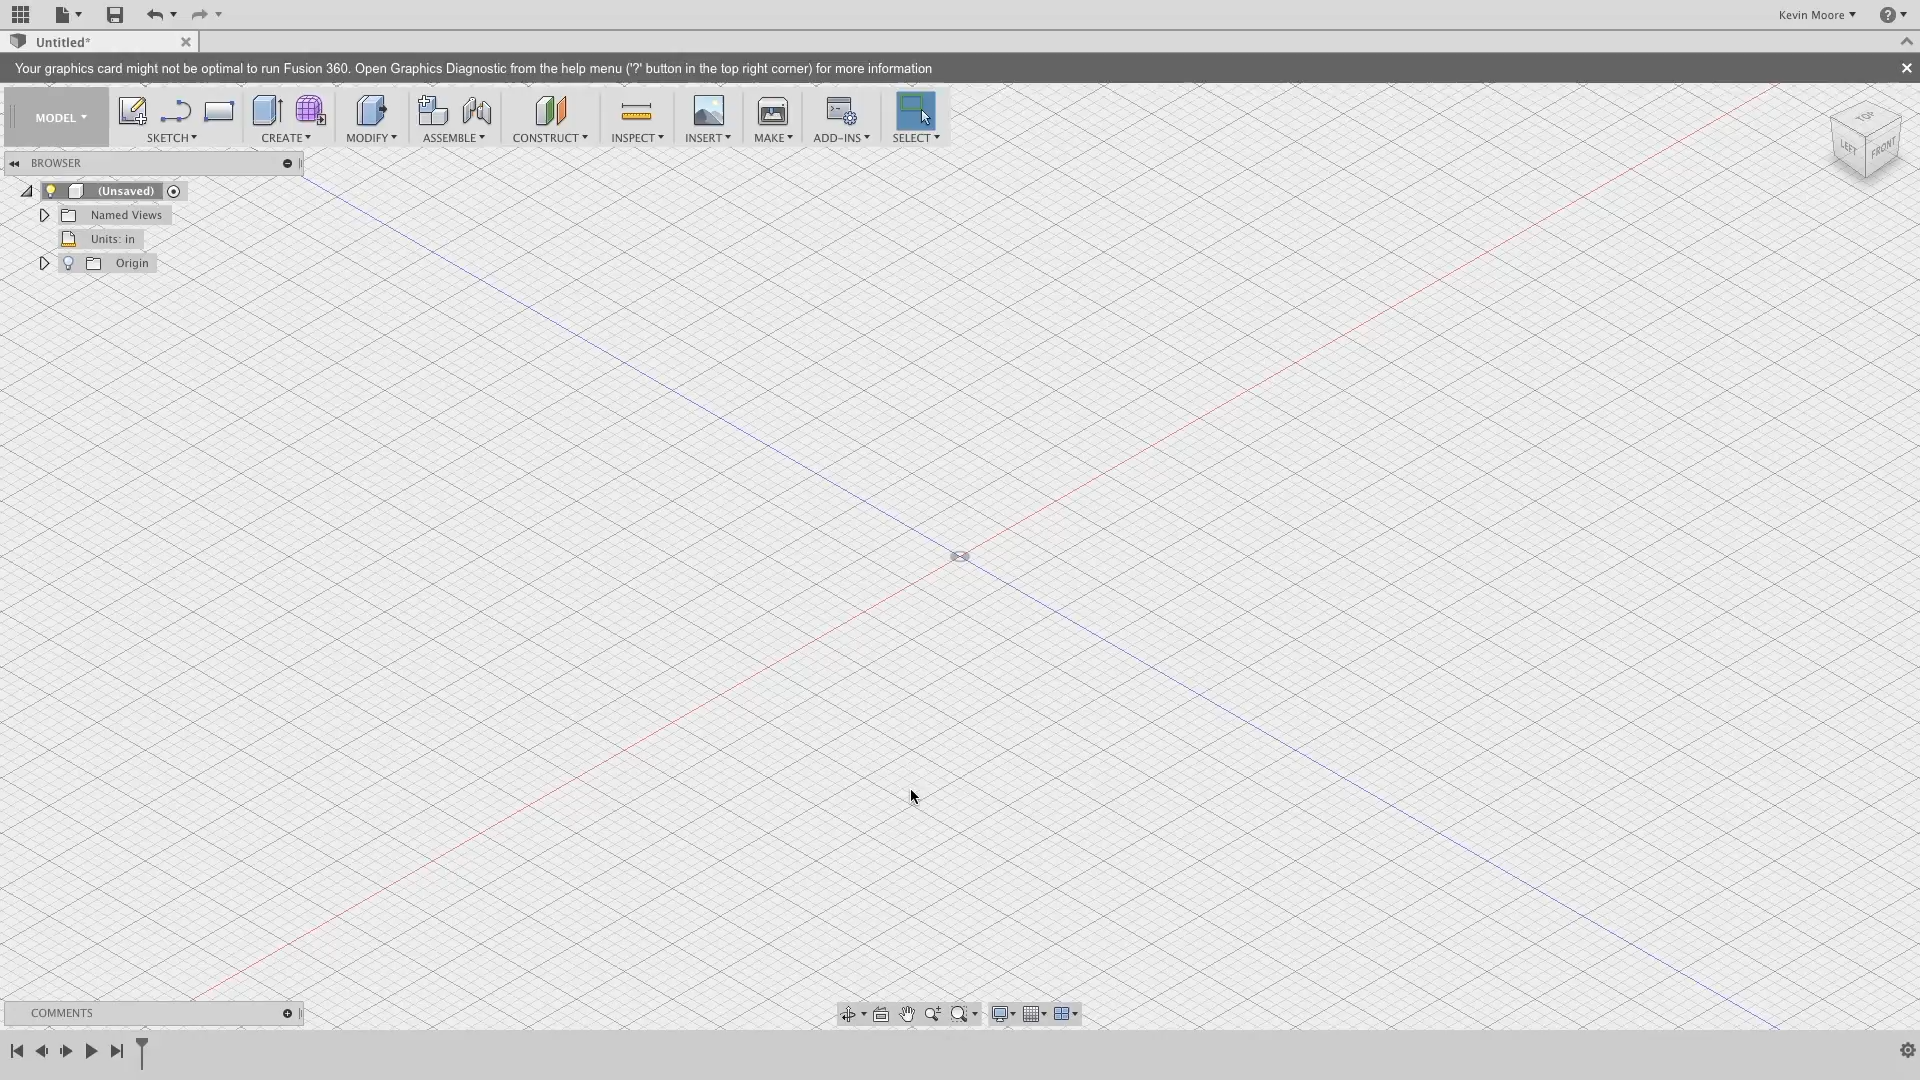 Kevin Moore
Untitled*
Your graphics card might not be optimal to run Fusion 360. Open Graphics Diagnostic from the help menu ('?' button in the top right corner) for more information
MODEL
SKETCH
CREATE
MODIFY
ASSEMBLE
CONSTRUCT
INSPECT
INSERT
MAKE
ADD-INS
SELECT
TOP
LEFT
FRONT
BROWSER
(Unsaved)
Named Views
Units: in
Origin
COMMENTS